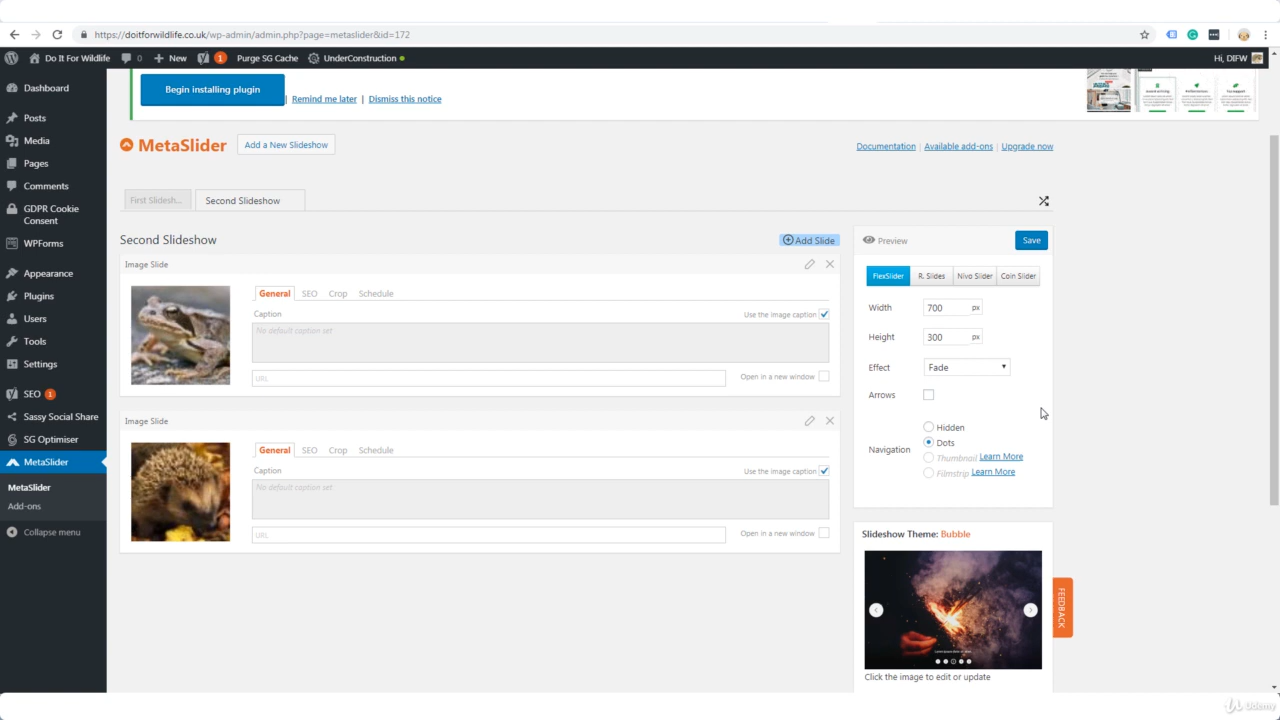 https://doitforwildlife.co.uk/wp-admin/admin.php?page=metaslider&id=172
Do It For Wildlife 0 New 1 Purge SG Cache UnderConstruction Hi, DIFW
Dashboard
Posts
Media
Pages
Comments
GDPR Cookie
Consent
WPForms
Appearance
Plugins
Users
Tools
Settings
SEO 1
Sassy Social Share
SG Optimiser
MetaSlider
MetaSlider
Add-ons
Collapse menu
Begin installing plugin | Remind me later | Dismiss this notice
MetaSlider Add a New Slideshow
Documentation | Available add-ons | Upgrade now
First Slidesh... Second Slideshow
Second Slideshow Add Slide
Image Slide
General SEO Crop Schedule
Caption Use the image caption
No default caption set
URL Open in a new window
Image Slide
General SEO Crop Schedule
Caption Use the image caption
No default caption set
URL Open in a new window
Preview Save
FlexSlider R. Slides Nivo Slider Coin Slider
Width 700 px
Height 300 px
Effect Fade
Arrows
Navigation
Hidden
Dots
Thumbnail Learn More
Filmstrip Learn More
Slideshow Theme: Bubble
Click the image to edit or update
FEEDBACK
Udemy